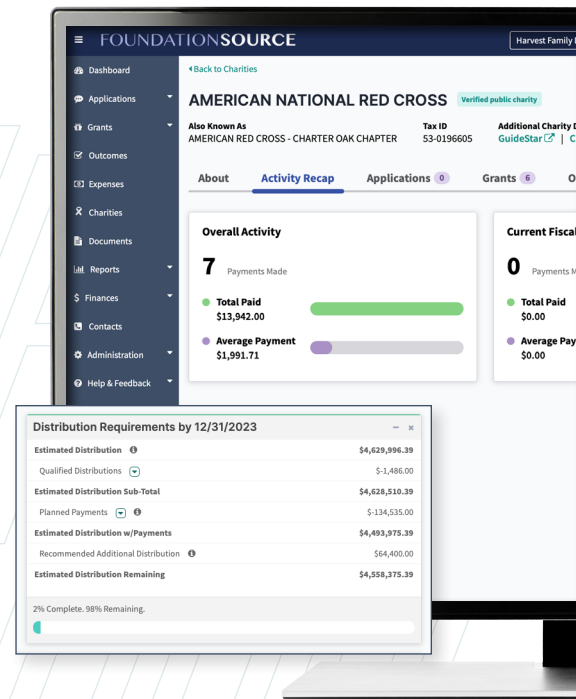 FOUNDATIONSOURCE
Harvest Family
Dashboard
Applications
Grants
Outcomes
Expenses
Charities
Documents
Reports
$ Finances
Contacts
Administration
Help & Feedback
Back to Charities
AMERICAN NATIONAL RED CROSS
Verified public charity
Also Known As
AMERICAN RED CROSS - CHARTER OAK CHAPTER
Tax ID
53-0196605
Additional Charity
GuideStar |
About Activity Recap Applications 0 Grants 6
Overall Activity
7 Payments Made
Total Paid
$13,942.00
Average Payment
$1,991.71
Current Fiscal
0 Payments
Total Paid
$0.00
Average
$0.00
Distribution Requirements by 12/31/2023
Estimated Distribution $4,629,996.39
Qualified Distributions $-1,486.00
Estimated Distribution Sub-Total $4,628,510.39
Planned Payments $-134,535.00
Estimated Distribution w/Payments $4,493,975.39
Recommended Additional Distribution $64,400.00
Estimated Distribution Remaining $4,558,375.39
2% Complete. 98% Remaining.